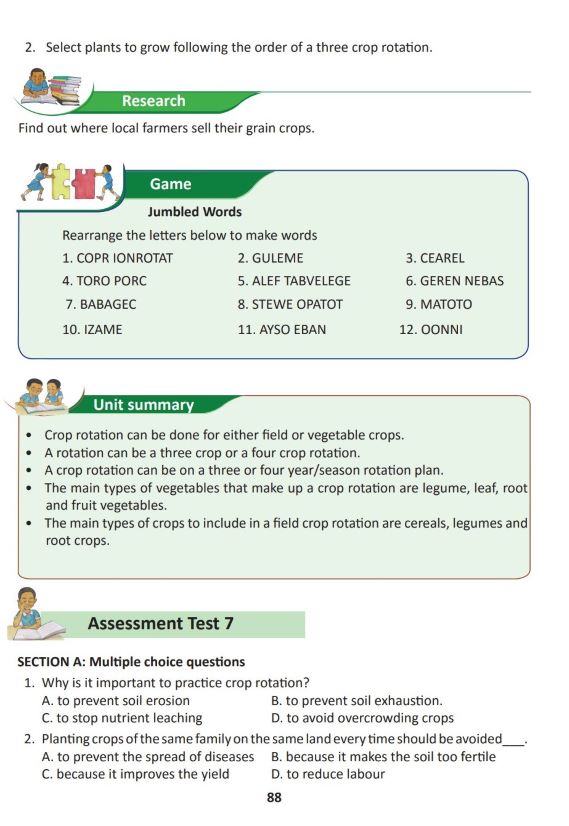 2. Select plants to grow following the order of a three crop rotation.
Research
Find out where local farmers sell their grain crops.
Game
Jumbled Words
Rearrange the letters below to make words
1. COPR IONROTAT 2. GULEME 3. CEAREL
4. TORO PORC 5. ALEF TABVELEGE 6. GEREN NEBAS
7. BABAGEC 8. STEWE OPATOT 9. MATOTO
10. IZAME 11. AYSO EBAN 12. OONNI
Unit summary
• Crop rotation can be done for either field or vegetable crops.
• A rotation can be a three crop or a four crop rotation.
• A crop rotation can be on a three or four year/season rotation plan.
• The main types of vegetables that make up a crop rotation are legume, leaf, root
and fruit vegetables.
• The main types of crops to include in a field crop rotation are cereals, legumes and
root crops.
Assessment Test 7
SECTION A: Multiple choice questions
1. Why is it important to practice crop rotation?
A. to prevent soil erosion B. to prevent soil exhaustion.
C. to stop nutrient leaching D. to avoid overcrowding crops
2. Planting crops of the same family on the same land every time should be avoided___.
A. to prevent the spread of diseases B. because it makes the soil too fertile
C. because it improves the yield D. to reduce labour
88